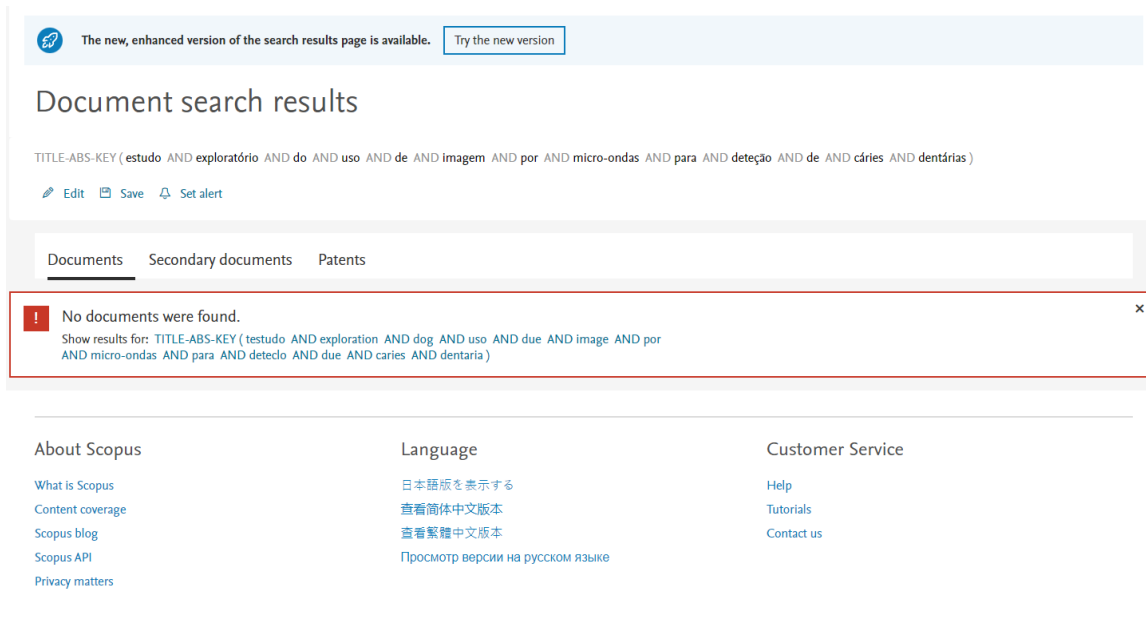 The new, enhanced version of the search results page is available. Try the new version
Document search results
TITLE-ABS-KEY ( estudo AND exploratório AND do AND uso AND de AND imagem AND por AND micro-ondas AND para AND deteção AND de AND cáries AND dentárias )
Edit Save Set alert
Documents Secondary documents Patents
! No documents were found. ×
Show results for: TITLE-ABS-KEY ( testudo AND exploration AND dog AND uso AND due AND image AND por
AND micro-ondas AND para AND deteclo AND due AND caries AND dentaria )
About Scopus
What is Scopus
Content coverage
Scopus blog
Scopus API
Privacy matters
Language
日本語版を表示する
查看简体中文版本
查看繁體中文版本
Просмотр версии на русском языке
Customer Service
Help
Tutorials
Contact us